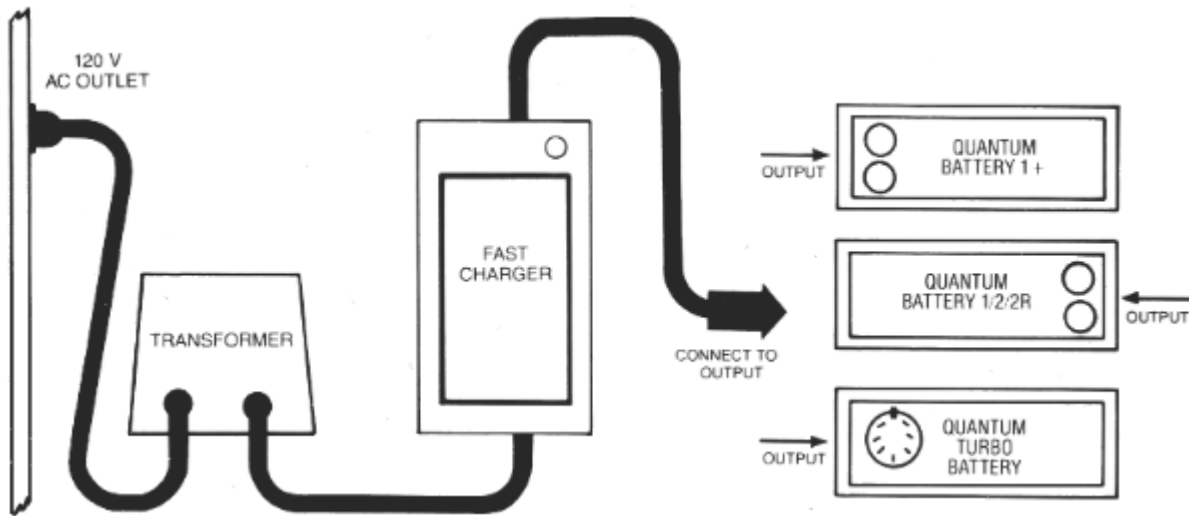 120 V
AC OUTLET
TRANSFORMER
FAST
CHARGER
CONNECT TO
OUTPUT
OUTPUT
QUANTUM
BATTERY 1 +
QUANTUM
BATTERY 1/2/2R
OUTPUT
OUTPUT
QUANTUM
TURBO
BATTERY